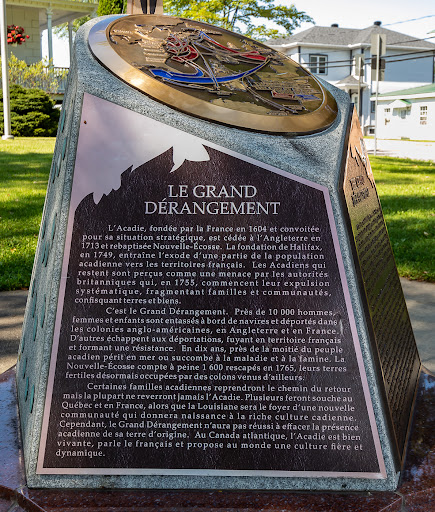 LE GRAND
DÉRANGEMENT
L'Acadie, fondée par la France en 1604 et convoitée
pour sa situation stratégique, est cédée à l'Angleterre en
1713 et rebaptisée Nouvelle-Écosse. La fondation de Halifax,
en 1749, entraîne l'exode d'une partie de la population
acadienne vers les territoires français. Les Acadiens qui
restent sont perçus comme une menace par les autorités
britanniques qui, en 1755, commencent leur expulsion
systématique, fragmentant familles et communautés,
confisquant terres et biens.
C'est le Grand Dérangement. Près de 10 000 hommes,
femmes et enfants sont entassés à bord de navires et déportés dans
les colonies anglo-américaines, en Angleterre et en France.
D'autres échappent aux déportations, fuyant en territoire français
et formant une résistance. En dix ans, près de la moitié du peuple
acadien périt en mer ou succombe à la maladie et à la famine. La
Nouvelle-Écosse compte à peine 1 600 rescapés en 1765, leurs terres
fertiles désormais occupées par des colons venus d'ailleurs.
Certaines familles acadiennes reprendront le chemin du retour
mais la plupart ne reverront jamais l'Acadie. Plusieurs feront souche au
Québec et en France, alors que la Louisiane sera le foyer d'une nouvelle
communauté qui donnera naissance à la riche culture cadienne.
Cependant, le Grand Dérangement n'aura pas réussi à effacer la présence
acadienne de sa terre d'origine. Au Canada atlantique, l'Acadie est bien
vivante, parle le français et propose au monde une culture fière et
dynamique.